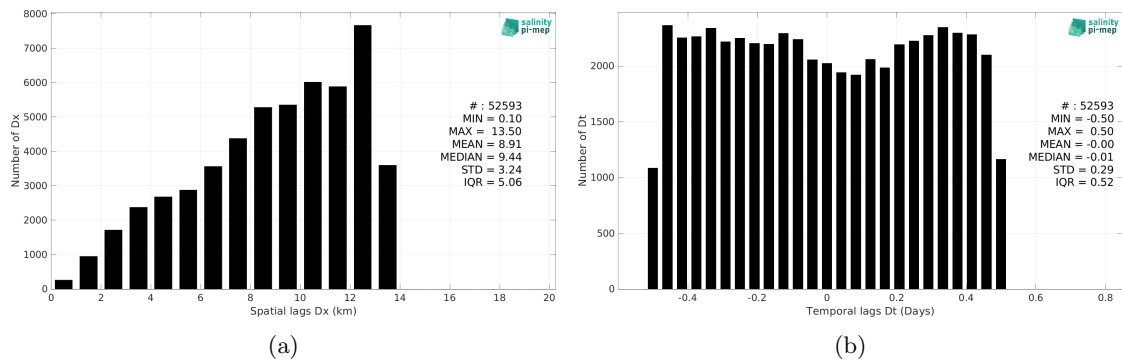 salinity
pi-mep
8000
7000
6000
5000
4000
3000
2000
1000
0
Number of Dx
# : 52593
MIN = 0.10
MAX = 13.50
MEAN = 8.91
MEDIAN = 9.44
STD = 3.24
IQR = 5.06
0 2 4 6 8 10 12 14 16 18 20
Spatial lags Dx (km)
(a)
salinity
pi-mep
2000
1500
1000
500
0
Number of Dt
# : 52593
MIN = -0.50
MAX = 0.50
MEAN = -0.00
MEDIAN = -0.01
STD = 0.29
IQR = 0.52
-0.4 -0.2 0 0.2 0.4 0.6 0.8
Temporal lags Dt (Days)
(b)